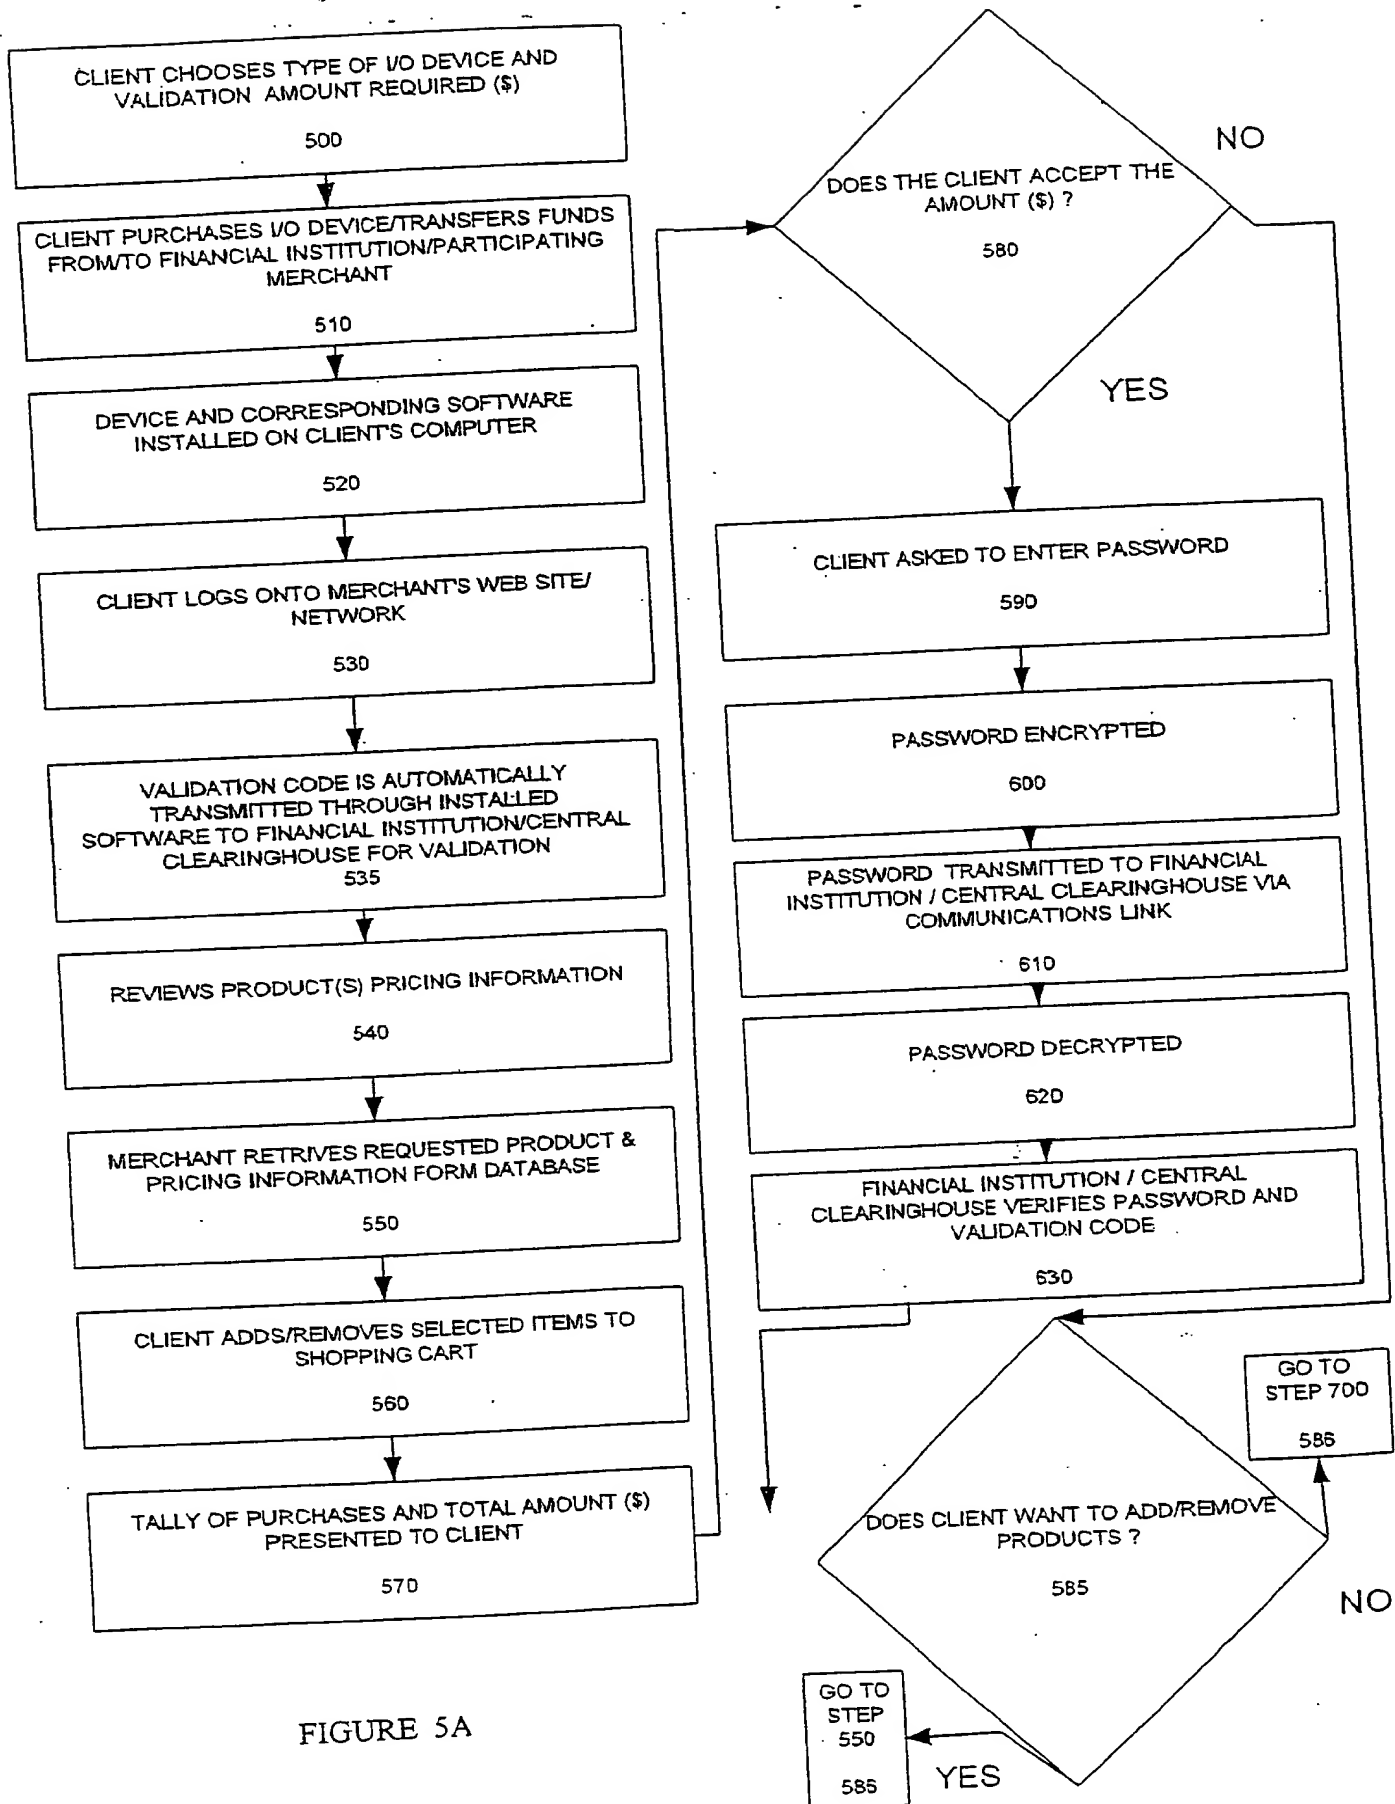 CLIENT CHOOSES TYPE OF I/O DEVICE AND
VALIDATION AMOUNT REQUIRED ($)
500
CLIENT PURCHASES I/O DEVICE/TRANSFERS FUNDS
FROM/TO FINANCIAL INSTITUTION/PARTICIPATING
MERCHANT
510
DEVICE AND CORRESPONDING SOFTWARE
INSTALLED ON CLIENT'S COMPUTER
520
CLIENT LOGS ONTO MERCHANT'S WEB SITE/
NETWORK
530
VALIDATION CODE IS AUTOMATICALLY
TRANSMITTED THROUGH INSTALLED
SOFTWARE TO FINANCIAL INSTITUTION/CENTRAL
CLEARINGHOUSE FOR VALIDATION
535
REVIEWS PRODUCT(S) PRICING INFORMATION
540
MERCHANT RETRIVES REQUESTED PRODUCT &
PRICING INFORMATION FORM DATABASE
550
CLIENT ADDS/REMOVES SELECTED ITEMS TO
SHOPPING CART
560
TALLY OF PURCHASES AND TOTAL AMOUNT ($)
PRESENTED TO CLIENT
570
DOES THE CLIENT ACCEPT THE
AMOUNT ($) ?
580
NO
YES
CLIENT ASKED TO ENTER PASSWORD
590
PASSWORD ENCRYPTED
600
PASSWORD TRANSMITTED TO FINANCIAL
INSTITUTION / CENTRAL CLEARINGHOUSE VIA
COMMUNICATIONS LINK
610
PASSWORD DECRYPTED
620
FINANCIAL INSTITUTION / CENTRAL
CLEARINGHOUSE VERIFIES PASSWORD AND
VALIDATION CODE
630
GO TO
STEP 700
586
DOES CLIENT WANT TO ADD/REMOVE
PRODUCTS ?
585
NO
GO TO
STEP
550
585
YES
FIGURE 5A